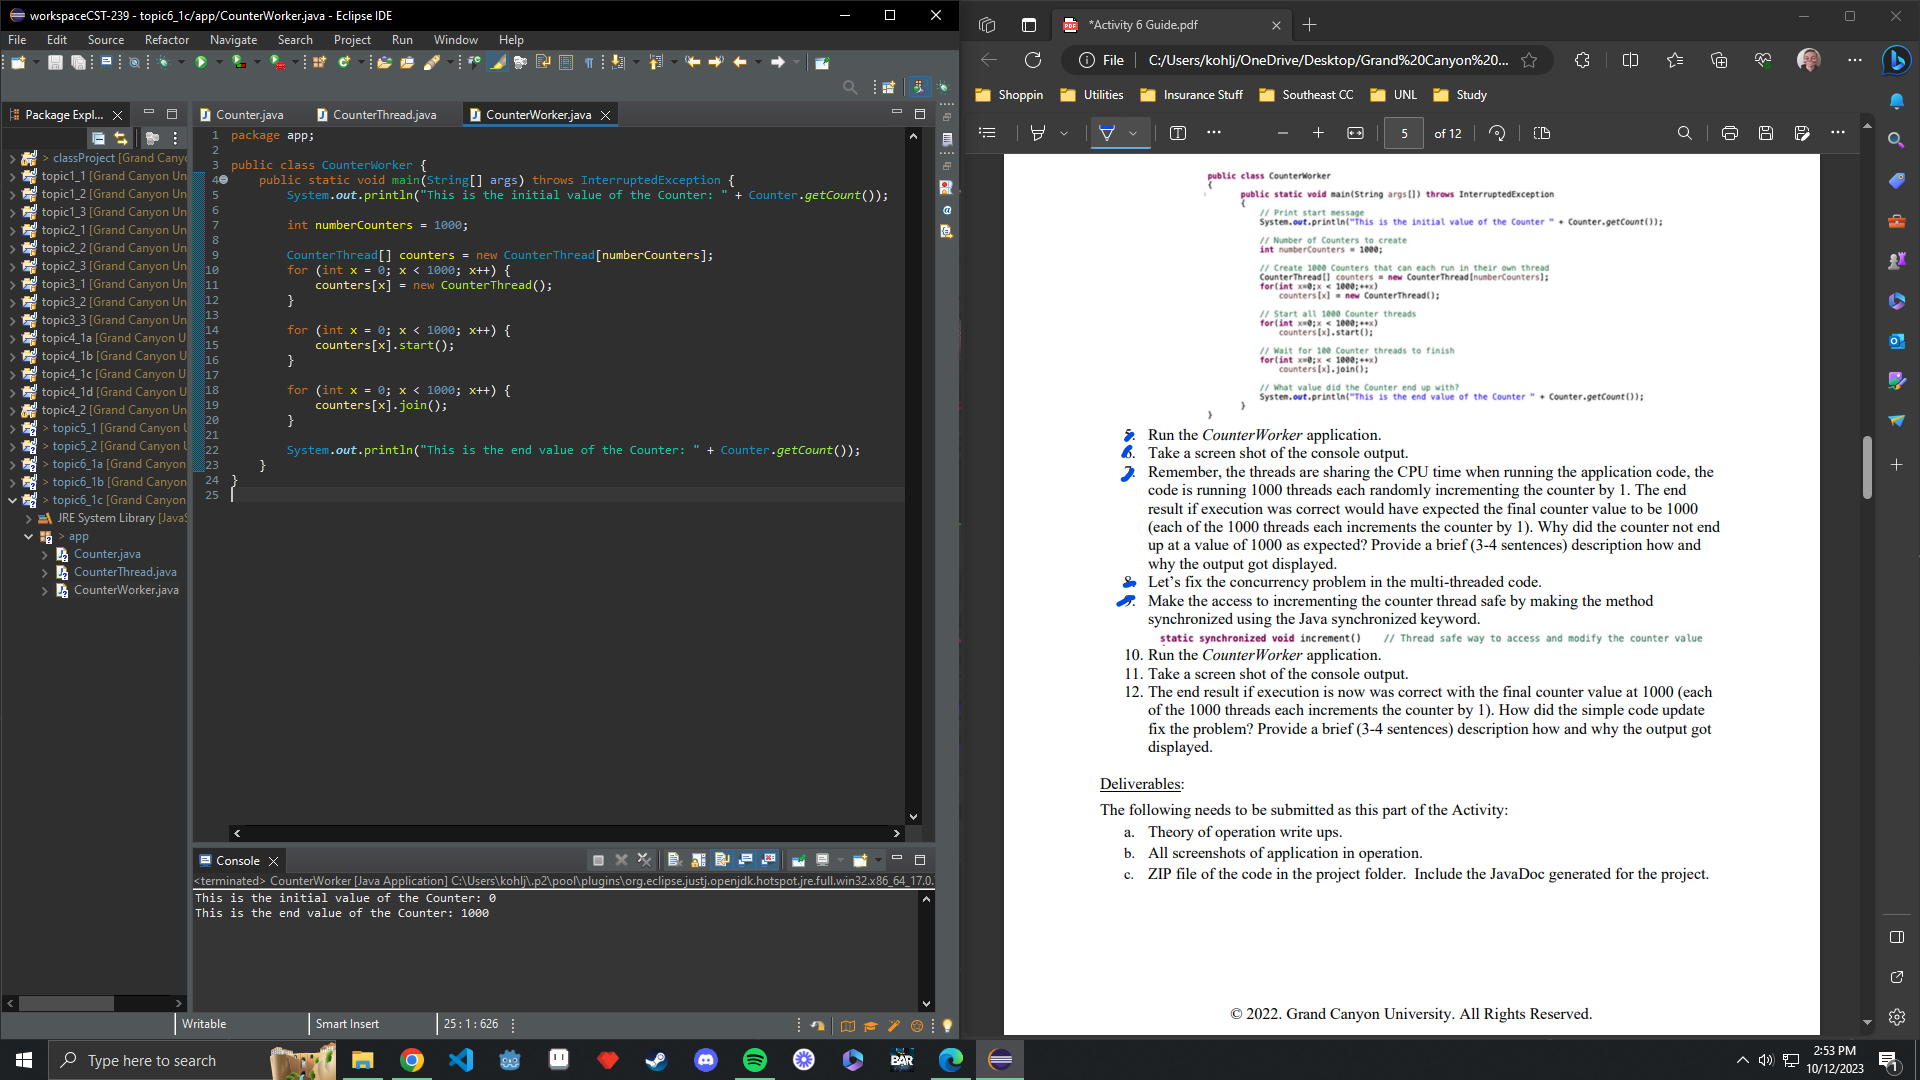 workspaceCST-239 - topic6_1c/app/CounterWorker.java - Eclipse IDE
File Edit Source Refactor Navigate Search Project Run Window Help
Package Expl...
classProject [Grand Canyo
topic1_1 [Grand Canyon Un
topic1_2 [Grand Canyon Un
topic1_3 [Grand Canyon Un
topic2_1 [Grand Canyon Un
topic2_2 [Grand Canyon Un
topic2_3 [Grand Canyon Un
topic3_1 [Grand Canyon Un
topic3_2 [Grand Canyon Un
topic3_3 [Grand Canyon Un
topic4_1a [Grand Canyon U
topic4_1b [Grand Canyon U
topic4_1c [Grand Canyon U
topic4_1d [Grand Canyon U
topic4_2 [Grand Canyon Un
> topic5_1 [Grand Canyon U
> topic5_2 [Grand Canyon U
> topic6_1a [Grand Canyon
> topic6_1b [Grand Canyon
> topic6_1c [Grand Canyon
JRE System Library [JavaS
> app
Counter.java
CounterThread.java
CounterWorker.java
Counter.java CounterThread.java CounterWorker.java
1 package app;
2
3 public class CounterWorker {
4 public static void main(String[] args) throws InterruptedException {
5 System.out.println("This is the initial value of the Counter: " + Counter.getCount());
6
7 int numberCounters = 1000;
8
9 CounterThread[] counters = new CounterThread[numberCounters];
10 for (int x = 0; x < 1000; x++) {
11 counters[x] = new CounterThread();
12 }
13
14 for (int x = 0; x < 1000; x++) {
15 counters[x].start();
16 }
17
18 for (int x = 0; x < 1000; x++) {
19 counters[x].join();
20 }
21
22 System.out.println("This is the end value of the Counter: " + Counter.getCount());
23 }
24 }
25
Console
<terminated> CounterWorker [Java Application] C:\Users\kohlj\.p2\pool\plugins\org.eclipse.justj.openjdk.hotspot.jre.full.win32.x86_64_17.0.
This is the initial value of the Counter: 0
This is the end value of the Counter: 1000
Writable Smart Insert 25 : 1 : 626
*Activity 6 Guide.pdf
File C:/Users/kohlj/OneDrive/Desktop/Grand%20Canyon%20...
Shoppin Utilities Insurance Stuff Southeast CC UNL Study
5 of 12
public class CounterWorker
{
public static void main(String args[]) throws InterruptedException
{
// Print start message
System.out.println("This is the initial value of the Counter " + Counter.getCount());
// Number of Counters to create
int numberCounters = 1000;
// Create 1000 Counters that can each run in their own thread
CounterThread[] counters = new CounterThread[numberCounters];
for(int x=0;x < 1000;++x)
counters[x] = new CounterThread();
// Start all 1000 Counter threads
for(int x=0;x < 1000;++x)
counters[x].start();
// Wait for 100 Counter threads to finish
for(int x=0;x < 1000;++x)
counters[x].join();
// What value did the Counter end up with?
System.out.println("This is the end value of the Counter " + Counter.getCount());
}
}
5. Run the CounterWorker application.
6. Take a screen shot of the console output.
7. Remember, the threads are sharing the CPU time when running the application code, the
code is running 1000 threads each randomly incrementing the counter by 1. The end
result if execution was correct would have expected the final counter value to be 1000
(each of the 1000 threads each increments the counter by 1). Why did the counter not end
up at a value of 1000 as expected? Provide a brief (3-4 sentences) description how and
why the output got displayed.
8. Let's fix the concurrency problem in the multi-threaded code.
9. Make the access to incrementing the counter thread safe by making the method
synchronized using the Java synchronized keyword.
static synchronized void increment() // Thread safe way to access and modify the counter value
10. Run the CounterWorker application.
11. Take a screen shot of the console output.
12. The end result if execution is now was correct with the final counter value at 1000 (each
of the 1000 threads each increments the counter by 1). How did the simple code update
fix the problem? Provide a brief (3-4 sentences) description how and why the output got
displayed.
Deliverables:
The following needs to be submitted as this part of the Activity:
a. Theory of operation write ups.
b. All screenshots of application in operation.
c. ZIP file of the code in the project folder. Include the JavaDoc generated for the project.
© 2022. Grand Canyon University. All Rights Reserved.
Type here to search
BAR
2:53 PM
10/12/2023
1